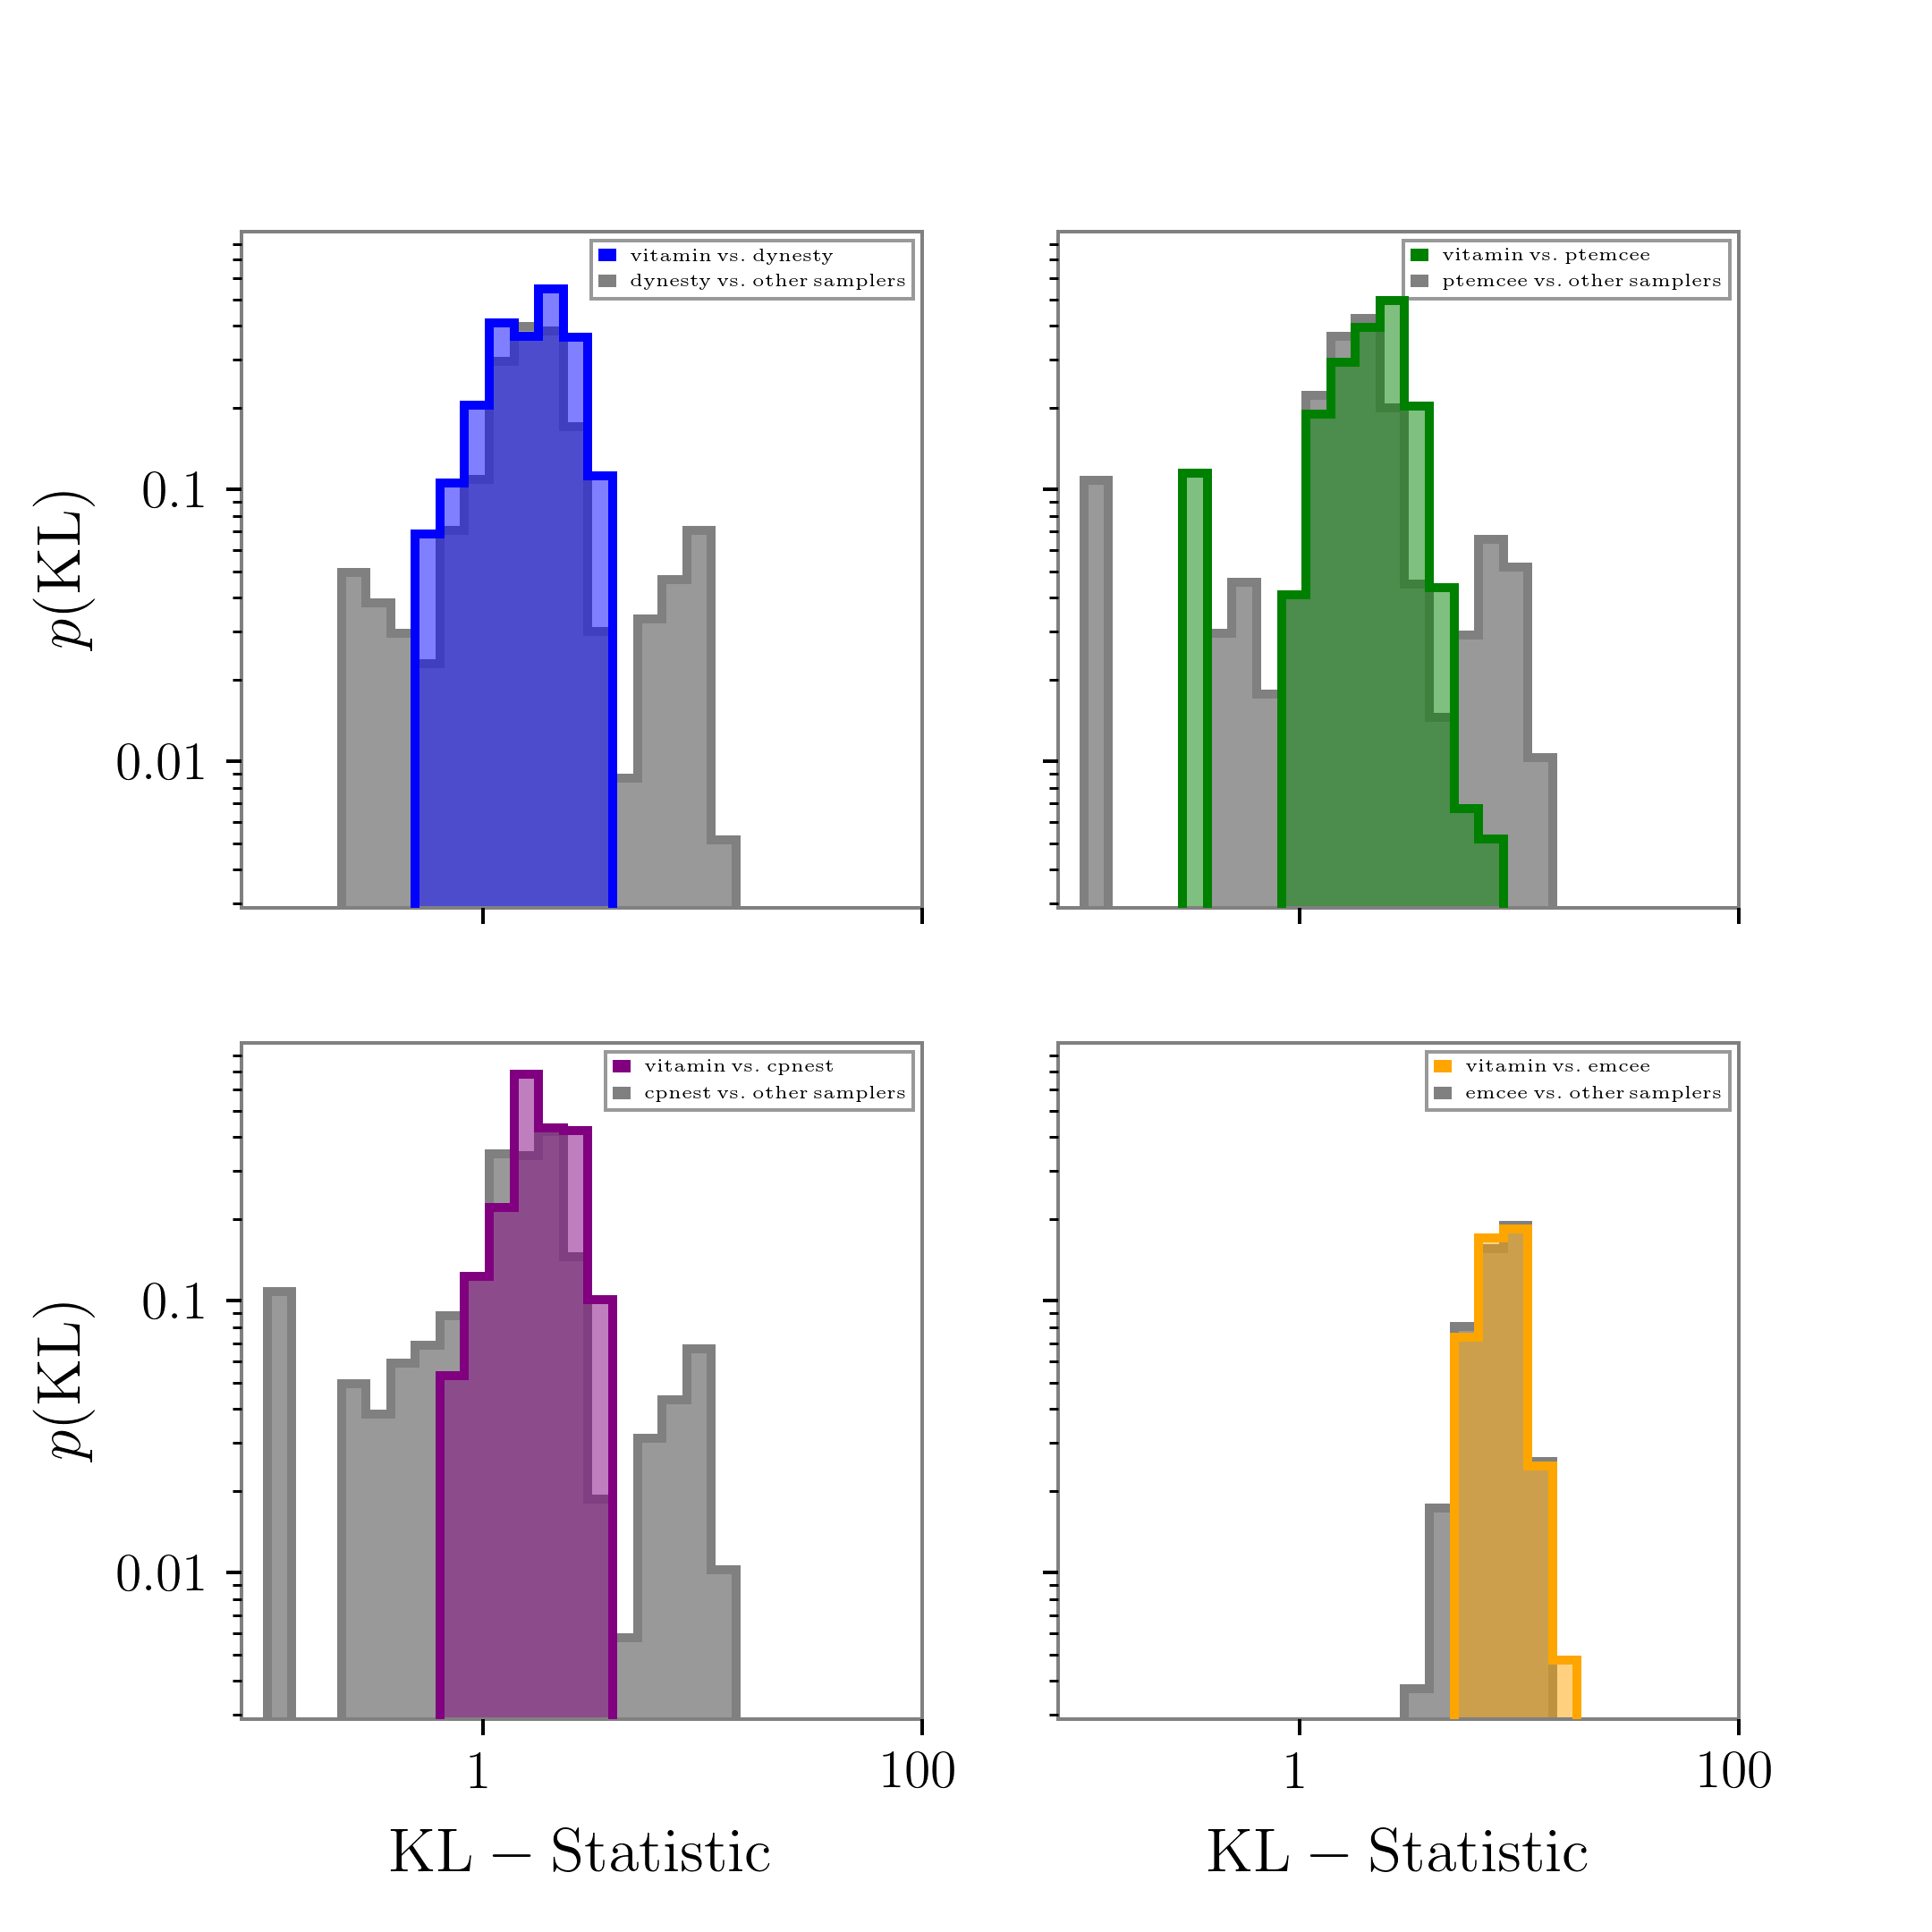 vitamin vs. dynesty
dynesty vs. other samplers
vitamin vs. ptemcee
ptemcee vs. other samplers
p(KL)
0.1
0.01
vitamin vs. cpnest
cpnest vs. other samplers
vitamin vs. emcee
emcee vs. other samplers
p(KL)
0.1
0.01
1
100
1
100
KL − Statistic
KL − Statistic